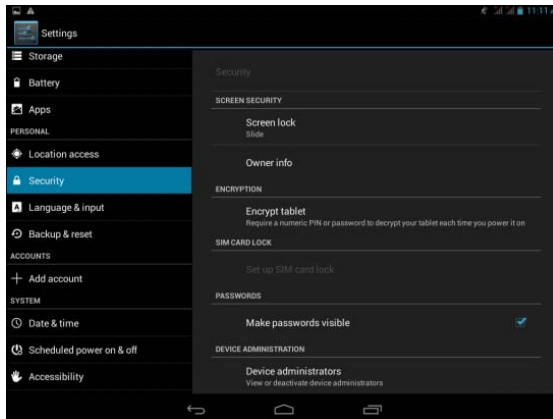 11:11
Settings
Storage
Battery
Apps
PERSONAL
Location access
Security
Language & input
Backup & reset
ACCOUNTS
Add account
SYSTEM
Date & time
Scheduled power on & off
Accessibility
Security
SCREEN SECURITY
Screen lock
Slide
Owner info
ENCRYPTION
Encrypt tablet
Require a numeric PIN or password to decrypt your tablet each time you power it on
SIM CARD LOCK
Set up SIM card lock
PASSWORDS
Make passwords visible
DEVICE ADMINISTRATION
Device administrators
View or deactivate device administrators